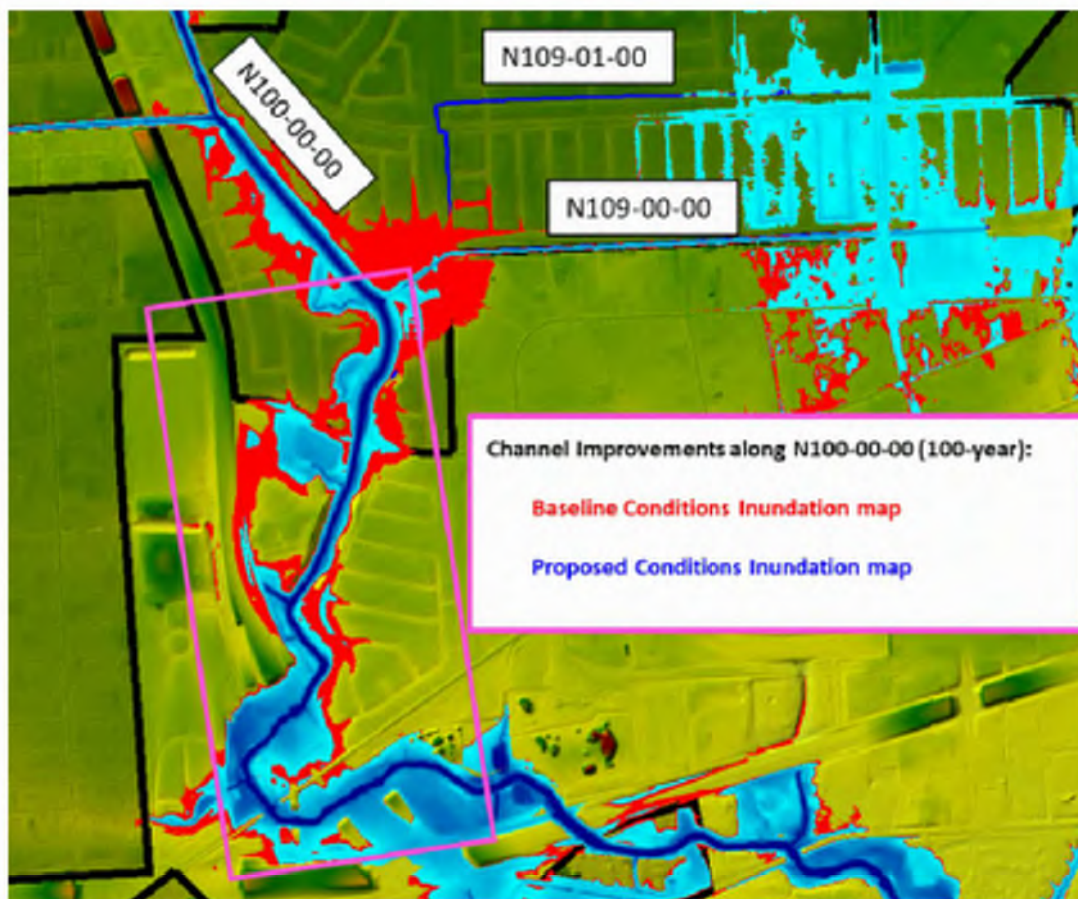 N109-01-00
N100-00-00
N109-00-00
Channel Improvements along N100-00-00 (100-year):
Baseline Conditions Inundation map
Proposed Conditions Inundation map